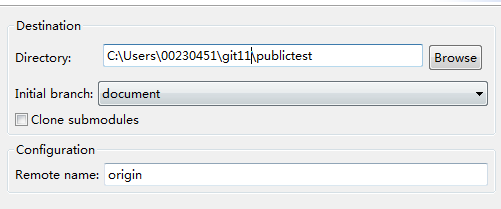 Destination
Directory: C:\Users\00230451\git11\publictest Browse
Initial branch: document
Clone submodules
Configuration
Remote name: origin